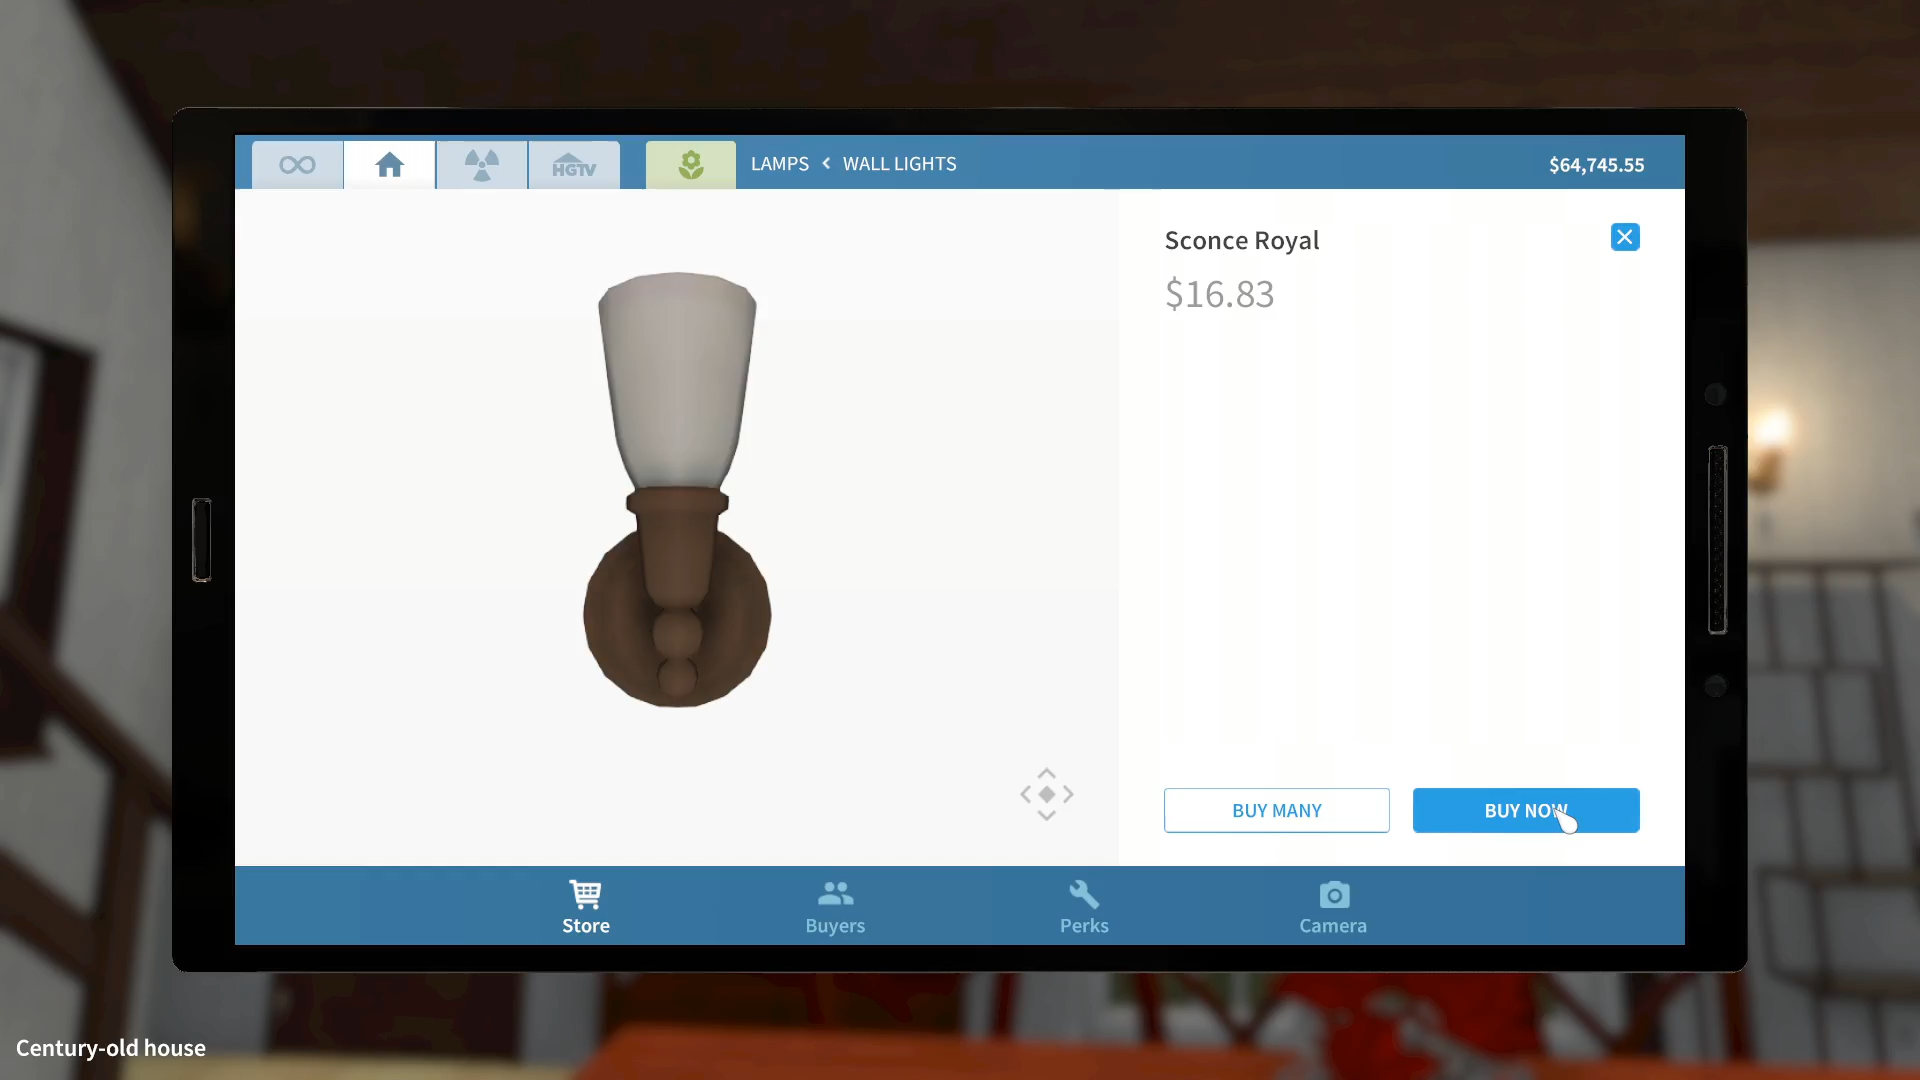 HGTV
LAMPS < WALL LIGHTS
$64,745.55
Sconce Royal
$16.83
BUY MANY
BUY NOW
Store
Buyers
Perks
Camera
Century-old house